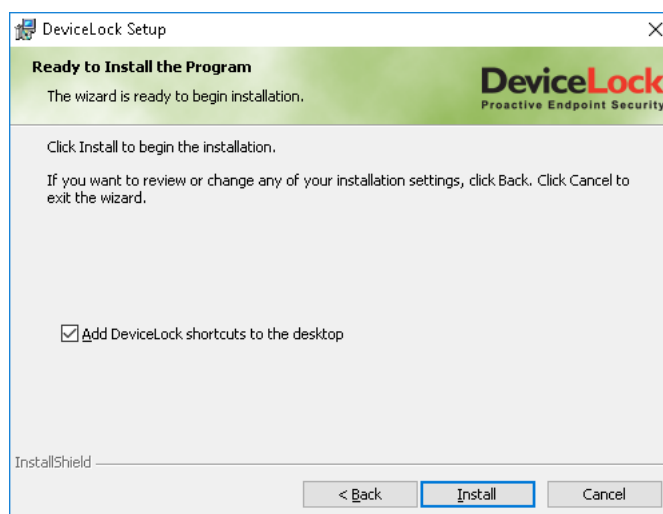 DeviceLock Setup
Ready to Install the Program
The wizard is ready to begin installation.
DeviceLock
Proactive Endpoint Security
Click Install to begin the installation.
If you want to review or change any of your installation settings, click Back. Click Cancel to
exit the wizard.
Add DeviceLock shortcuts to the desktop
InstallShield
< Back
Install
Cancel